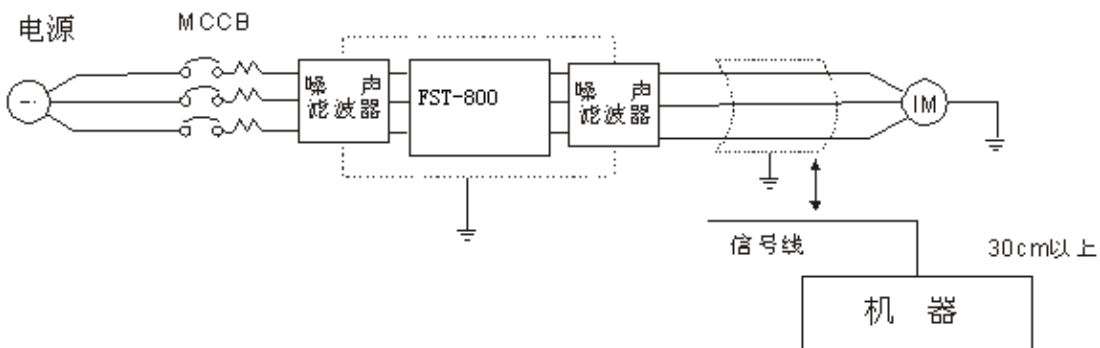 电源
MCCB
噪 声
滤波器
FST-800
噪 声
滤波器
IM
信号线
30cm以上
机 器